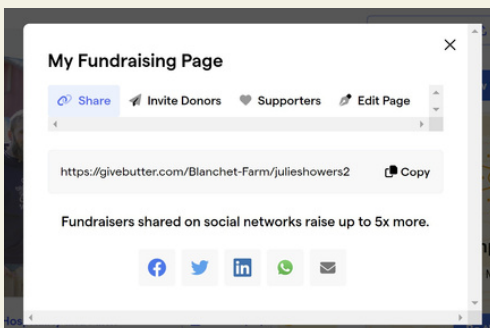 My Fundraising Page
Share Invite Donors Supporters Edit Page
https://givebutter.com/Blanchet-Farm/julieshowers2 Copy
Fundraisers shared on social networks raise up to 5x more.
in